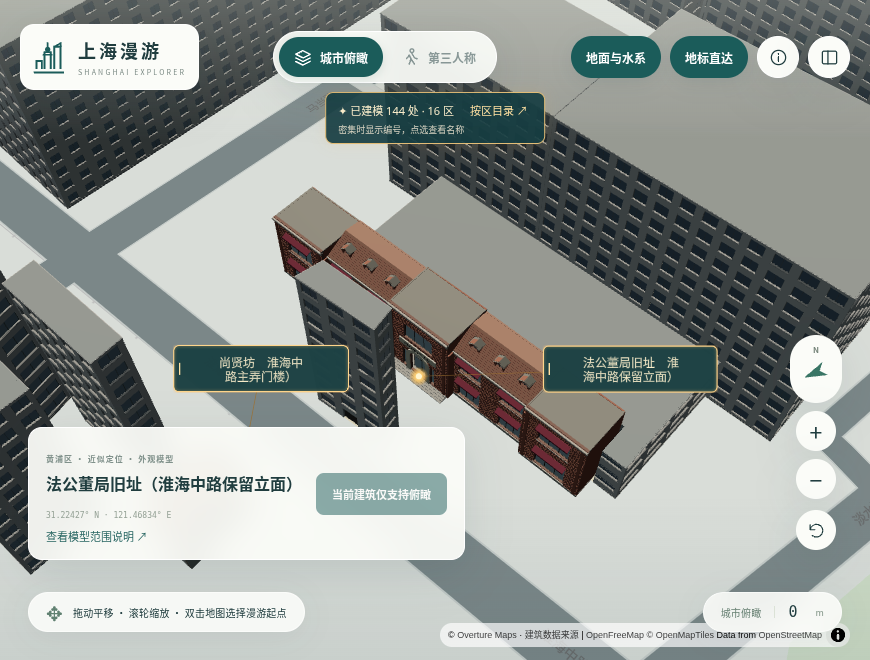 上海漫游
SHANGHAI EXPLORER
城市俯瞰
第三人称
地面与水系
地标直达
✦ 已建模 144 处 · 16 区 按区目录 ↗
密集时显示编号，点选查看名称
尚贤坊 淮海中
路主弄门楼）
法公董局旧址 淮
海中路保留立面）
N
黄浦区 · 近似定位 · 外观模型
法公董局旧址（淮海中路保留立面）
31.22427° N · 121.46834° E
查看模型范围说明 ↗
当前建筑仅支持俯瞰
拖动平移 · 滚轮缩放 · 双击地图选择漫游起点
城市俯瞰 0 m
© Overture Maps · 建筑数据来源 | OpenFreeMap © OpenMapTiles Data from OpenStreetMap